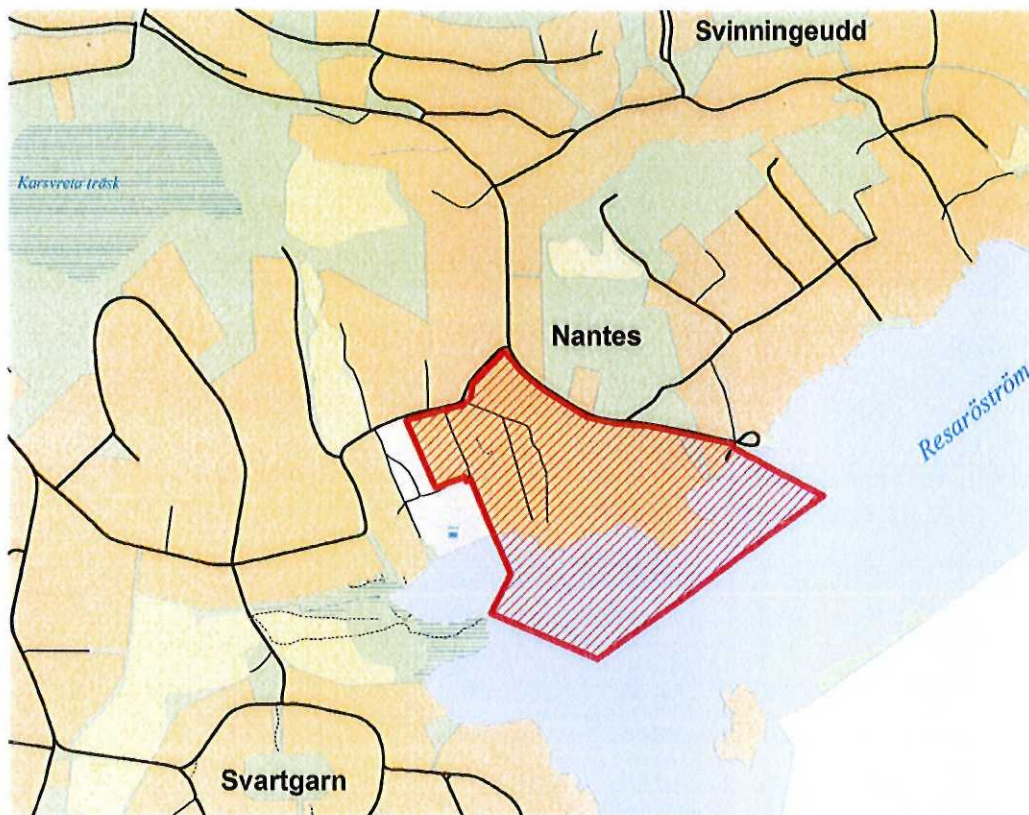 Svinningeudd
Karsvreta träsk
Nantes
Resaröström
Svartgarn